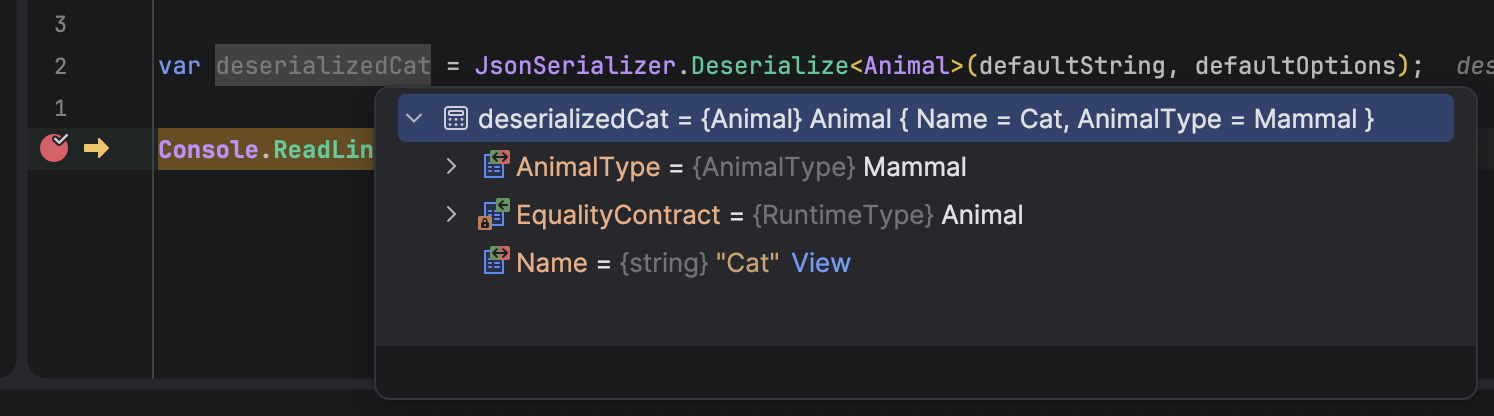 3
2 var deserializedCat = JsonSerializer.Deserialize<Animal>(defaultString, defaultOptions); des
1
deserializedCat = {Animal} Animal { Name = Cat, AnimalType = Mammal }
Console.ReadLin
AnimalType = {AnimalType} Mammal
EqualityContract = {RuntimeType} Animal
Name = {string} "Cat" View